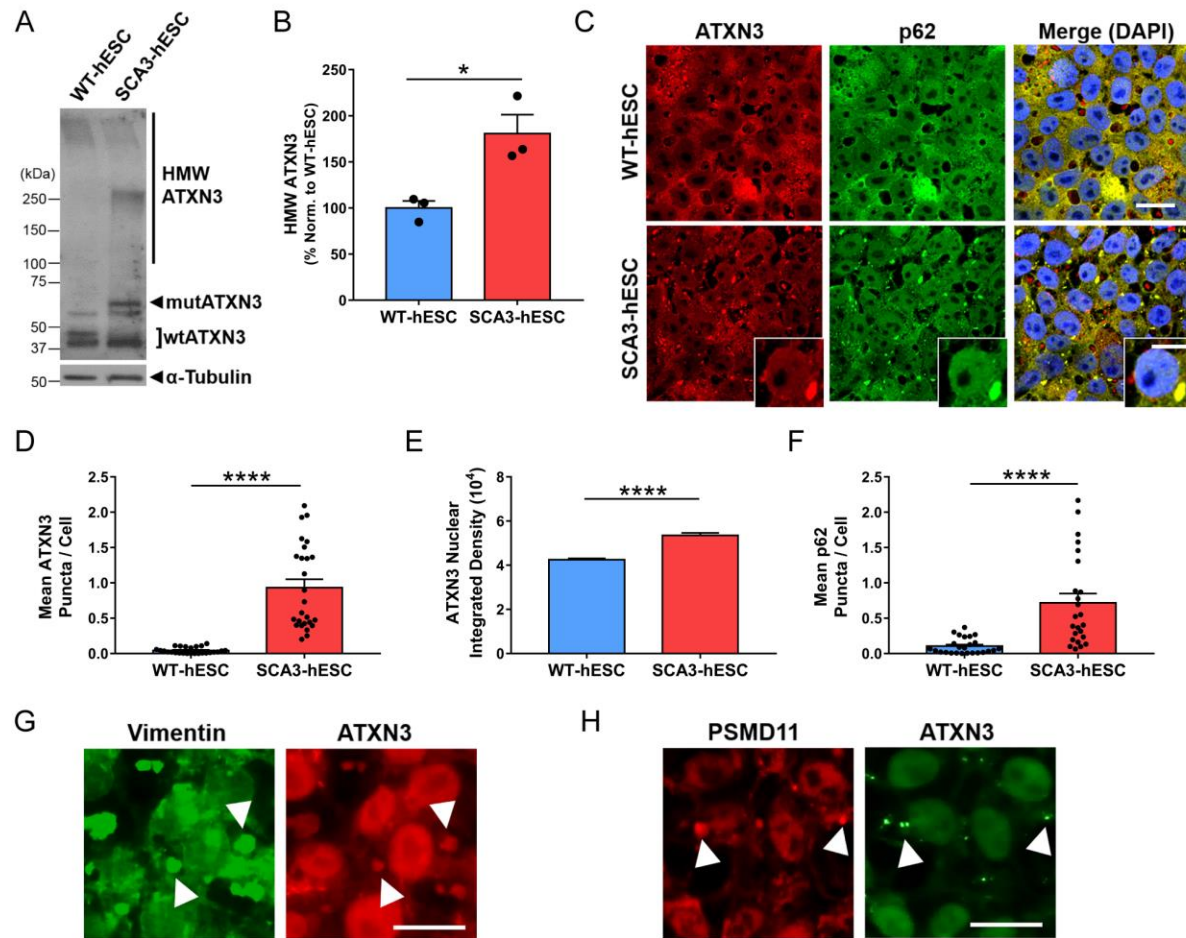 A
WT-hESC
SCA3-hESC
(kDa)
250
150
100
75
50
37
50
HMW
ATXN3
mutATXN3
wtATXN3
α-Tubulin
B
HMW ATXN3
(% Norm. to WT-hESC)
250
200
150
100
50
0
*
WT-hESC
SCA3-hESC
C
ATXN3
p62
Merge (DAPI)
WT-hESC
SCA3-hESC
D
Mean ATXN3
Puncta / Cell
2.5
2.0
1.5
1.0
0.5
0.0
****
WT-hESC
SCA3-hESC
E
ATXN3 Nuclear
Integrated Density (10⁴)
8
6
4
2
0
****
WT-hESC
SCA3-hESC
F
Mean p62
Puncta / Cell
2.5
2.0
1.5
1.0
0.5
0.0
****
WT-hESC
SCA3-hESC
G
Vimentin
ATXN3
H
PSMD11
ATXN3